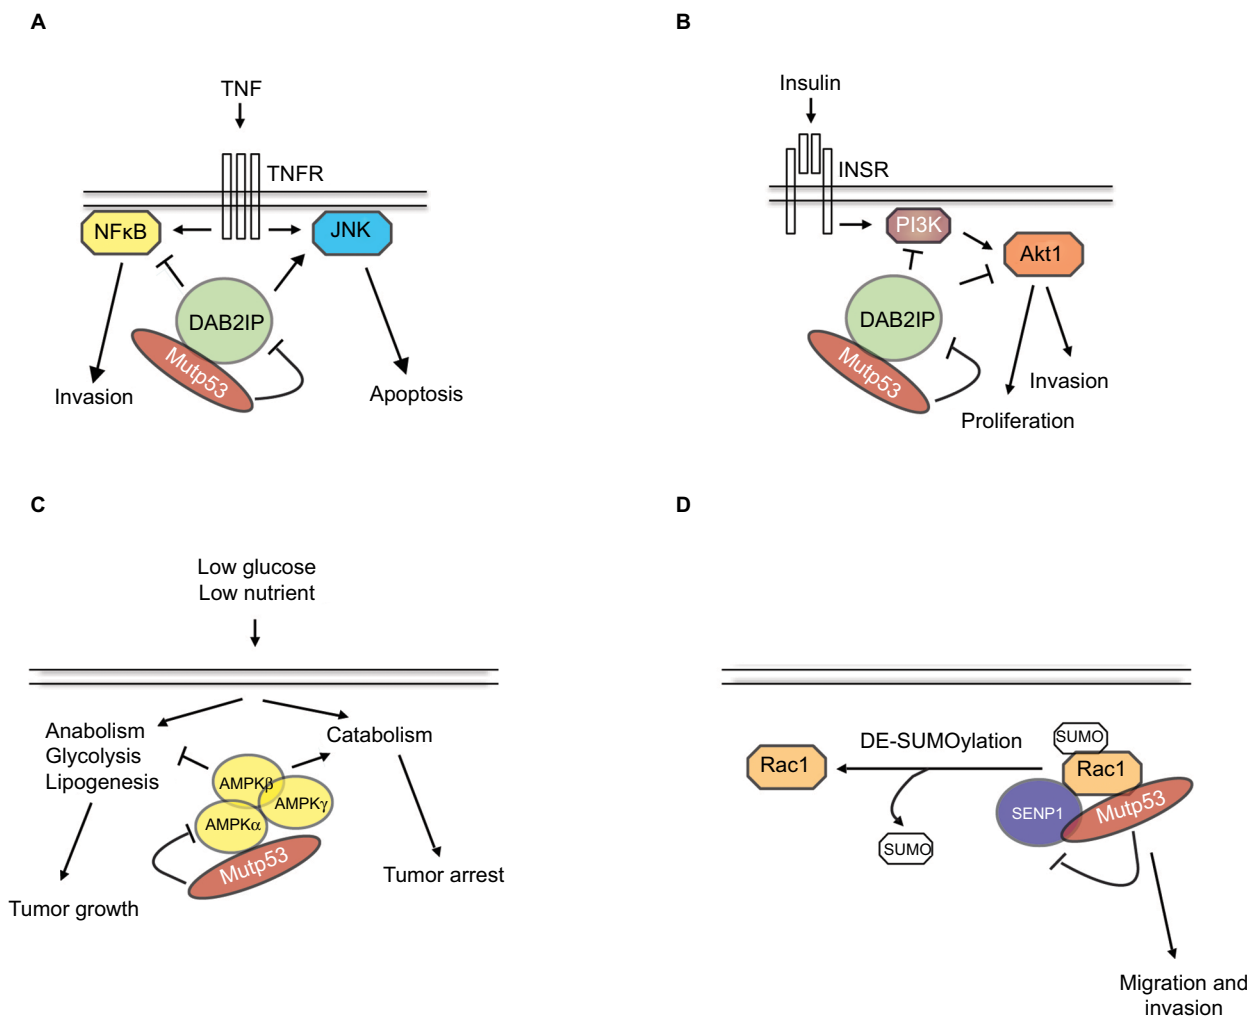 A
TNF
TNFR
NFκB
JNK
DAB2IP
Mutp53
Invasion
Apoptosis
B
Insulin
INSR
PI3K
Akt1
DAB2IP
Mutp53
Invasion
Proliferation
C
Low glucose
Low nutrient
Anabolism
Glycolysis
Lipogenesis
Catabolism
AMPKβ
AMPKγ
AMPKα
Mutp53
Tumor arrest
Tumor growth
D
DE-SUMOylation
SUMO
Rac1
Rac1
SENP1
Mutp53
SUMO
Migration and
invasion